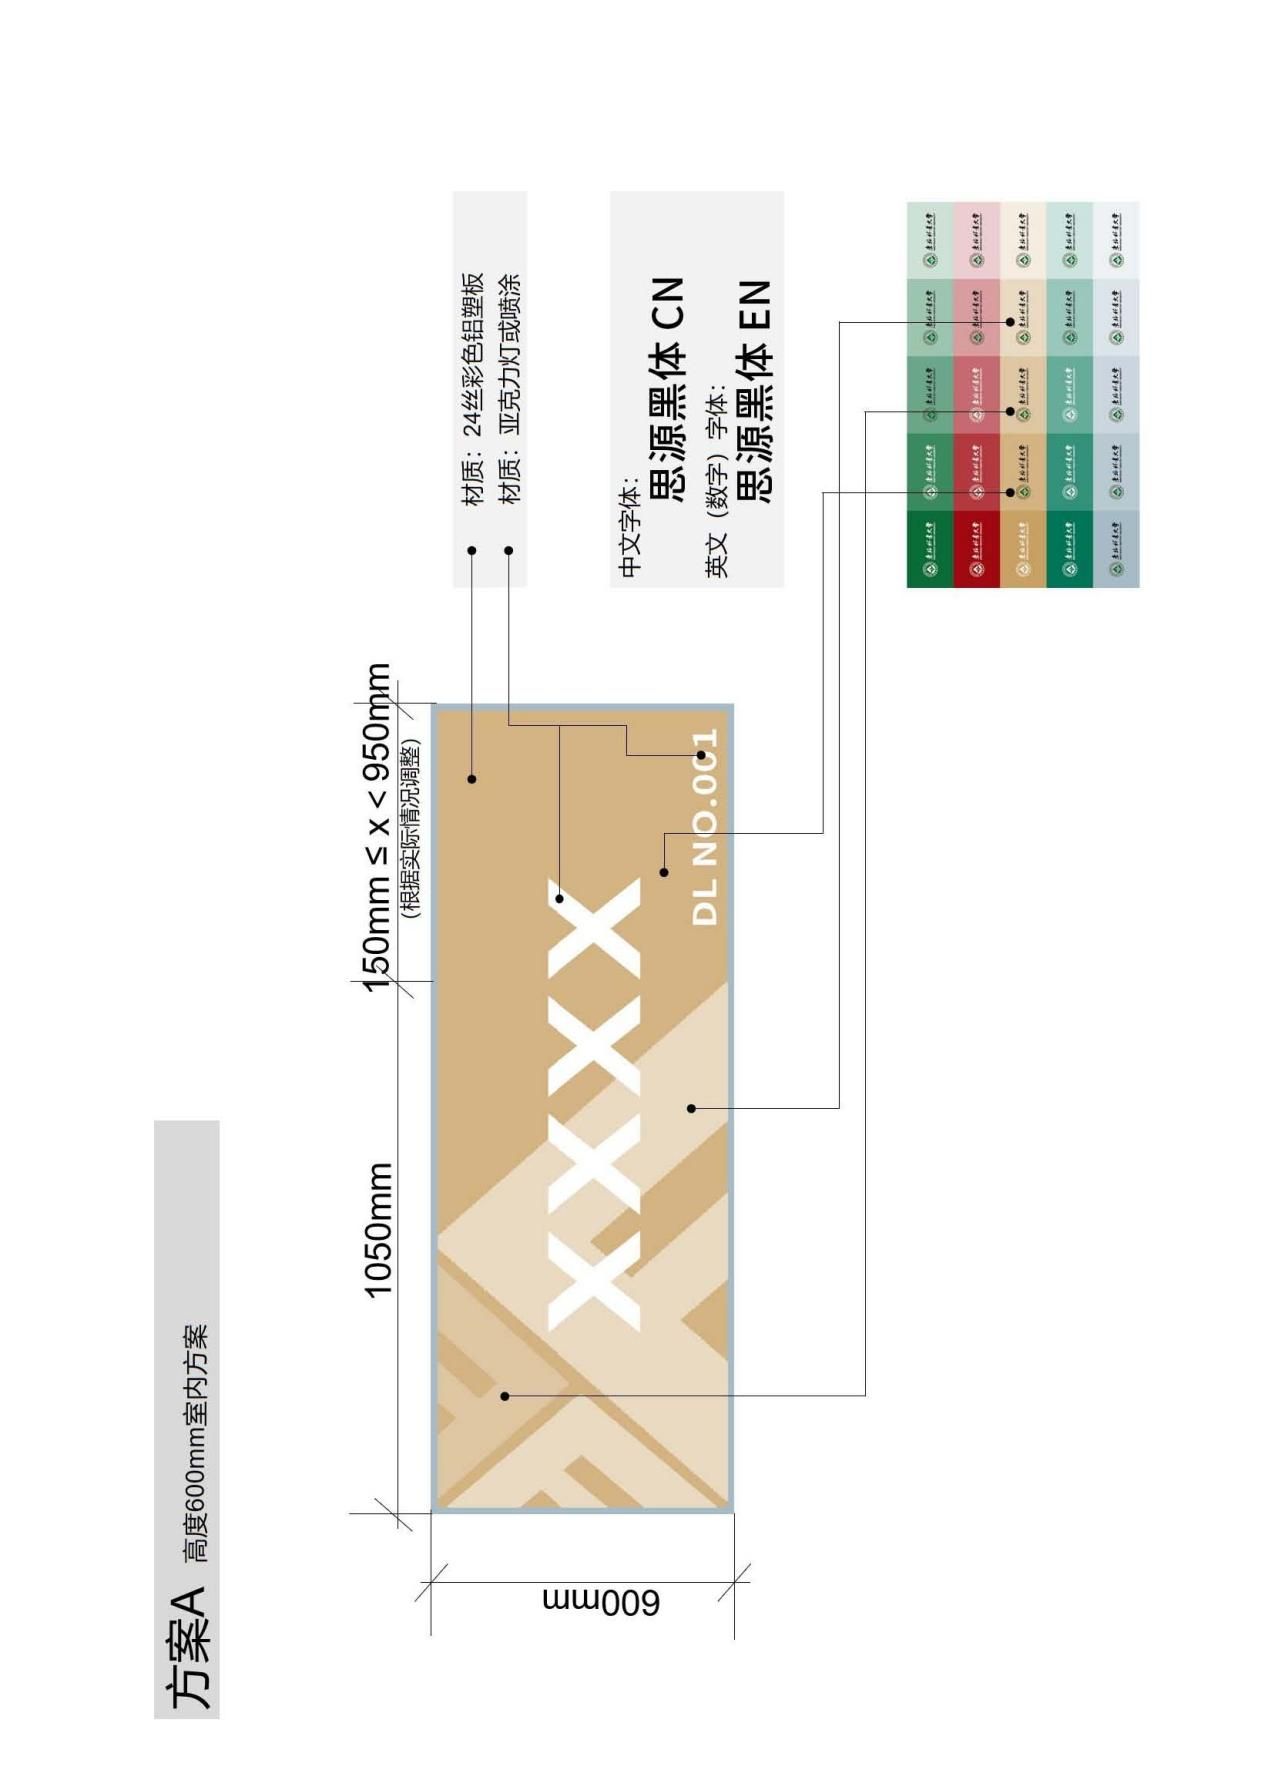 方案A 高度600mm室内方案
1050mm
150mm ≤ x < 950mm
(根据实际情况调整)
600mm
XXXX
DL NO.001
材质：24丝彩色铝塑板
材质：亚克力灯或喷涂
中文字体：
思源黑体 CN
英文（数字）字体：
思源黑体 EN